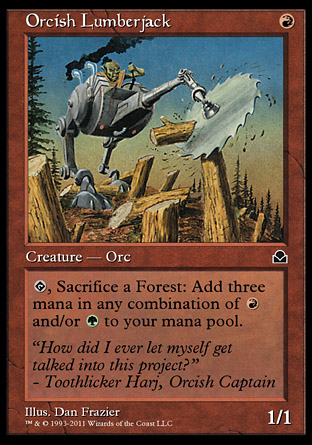 Orcish Lumberjack
Creature — Orc
, Sacrifice a Forest: Add three
mana in any combination of
and/or to your mana pool.
“How did I ever let myself get
talked into this project?”
- Toothlicker Harj, Orcish Captain
Illus. Dan Frazier
™ & © 1993-2011 Wizards of the Coast LLC
1/1